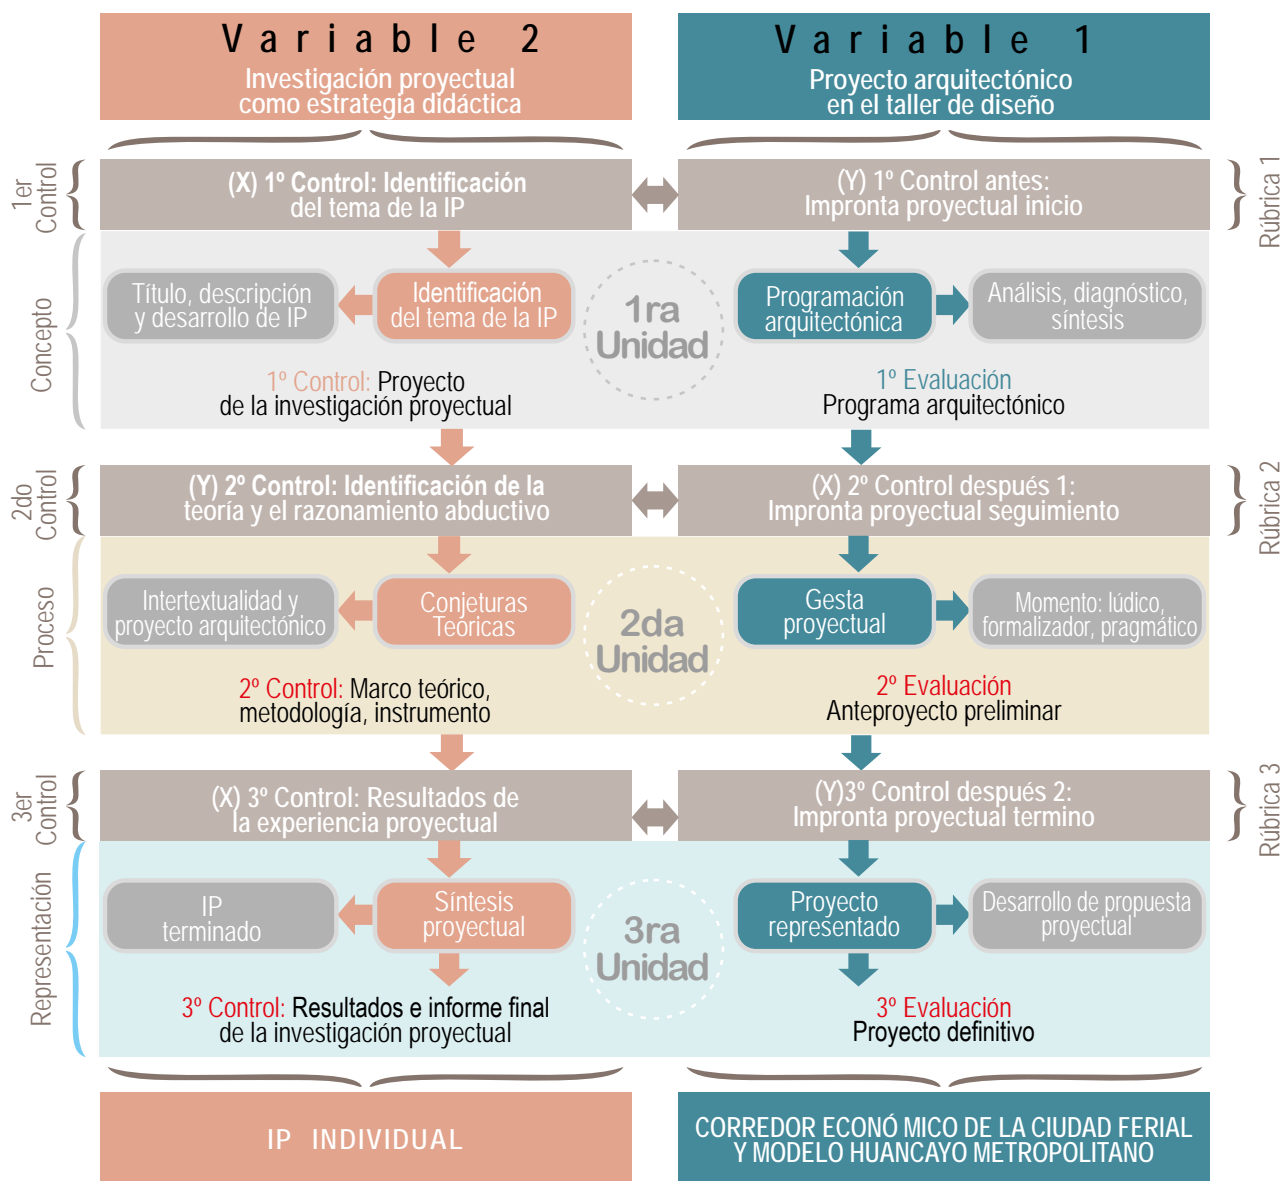 Variable 2
Investigación proyectual
como estrategia didáctica
Variable 1
Proyecto arquitectónico
en el taller de diseño
1er
Control
(X) 1º Control: Identificación
del tema de la IP
(Y) 1º Control antes:
Impronta proyectual inicio
Rúbrica 1
Concepto
Título, descripción
y desarrollo de IP
Identificación
del tema de la IP
1ra
Unidad
Programación
arquitectónica
Análisis, diagnóstico,
síntesis
1º Control: Proyecto
de la investigación proyectual
1º Evaluación
Programa arquitectónico
2do
Control
(Y) 2º Control: Identificación de la
teoría y el razonamiento abductivo
(X) 2º Control después 1:
Impronta proyectual seguimiento
Rúbrica 2
Proceso
Intertextualidad y
proyecto arquitectónico
Conjeturas
Teóricas
2da
Unidad
Gesta
proyectual
Momento: lúdico,
formalizador, pragmático
2º Control: Marco teórico,
metodología, instrumento
2º Evaluación
Anteproyecto preliminar
3er
Control
(X) 3º Control: Resultados de
la experiencia proyectual
(Y)3º Control después 2:
Impronta proyectual termino
Rúbrica 3
Representación
IP
terminado
Síntesis
proyectual
3ra
Unidad
Proyecto
representado
Desarrollo de propuesta
proyectual
3º Control: Resultados e informe final
de la investigación proyectual
3º Evaluación
Proyecto definitivo
IP INDIVIDUAL
CORREDOR ECONÓ MICO DE LA CIUDAD FERIAL
Y MODELO HUANCAYO METROPOLITANO